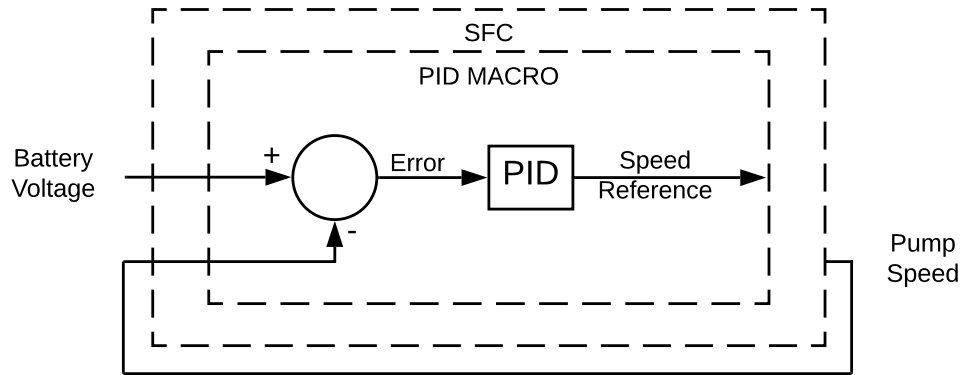 SFC
PID MACRO
Battery
Voltage
+
Error
PID
Speed
Reference
-
Pump
Speed